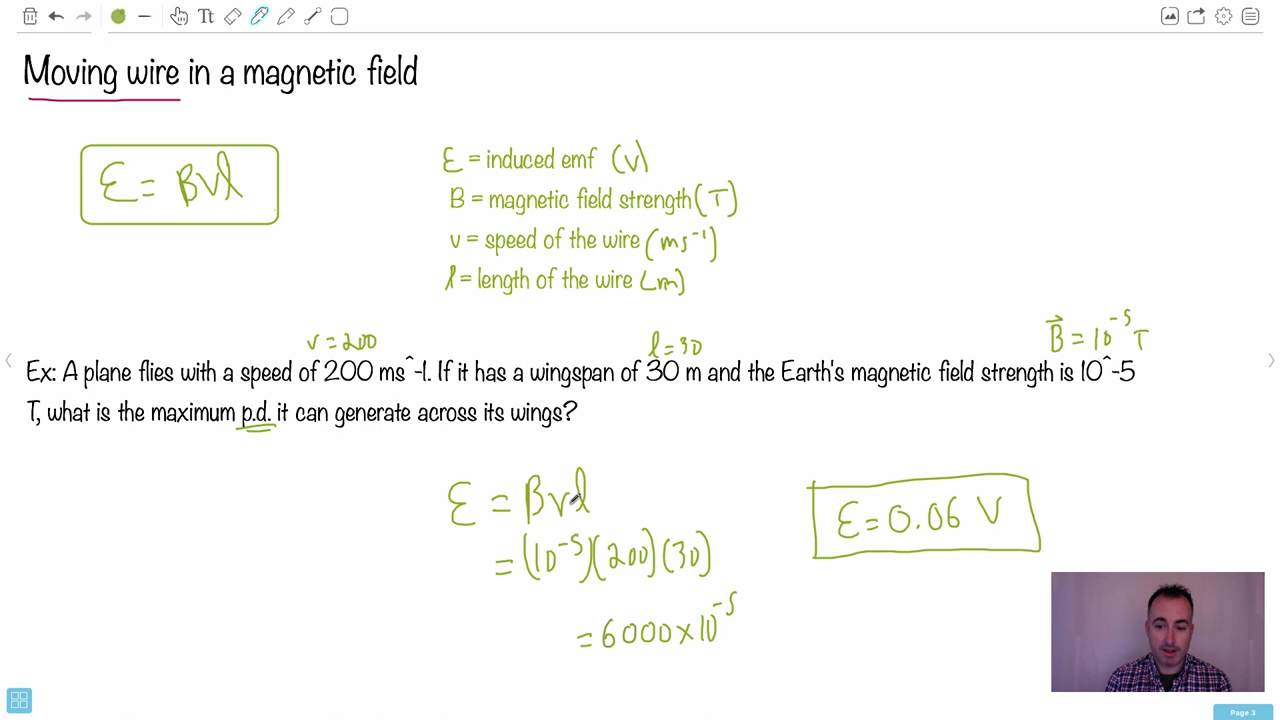 Tt
Moving wire in a magnetic field
ε = Bvl
ε = induced emf (V)
B = magnetic field strength (T)
v = speed of the wire (ms⁻¹)
l = length of the wire (m)
v = 200
l = 30
B⃗ = 10⁻⁵ T
Ex: A plane flies with a speed of 200 ms^-1. If it has a wingspan of 30 m and the Earth's magnetic field strength is 10^-5
T, what is the maximum p.d. it can generate across its wings?
ε = Bvl
= (10⁻⁵)(200)(30)
= 6000 × 10⁻⁵
ε = 0.06 V
Page 3